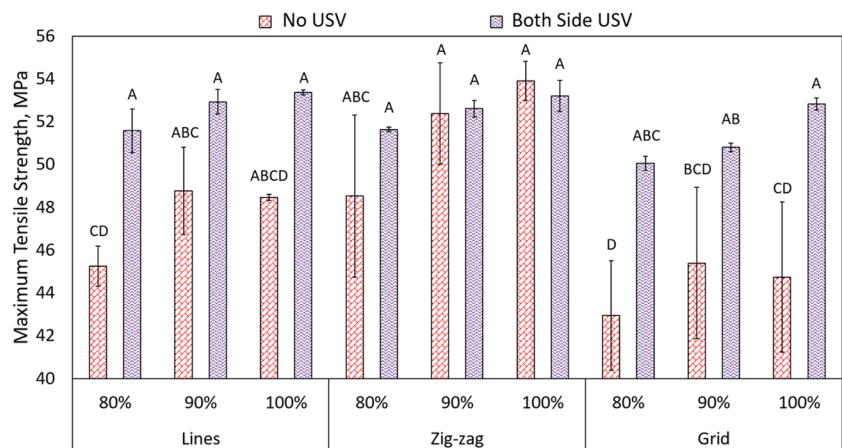 No USV Both Side USV
Maximum Tensile Strength, MPa
56
54
52
50
48
46
44
42
40
CD A ABC A ABCD A
ABC A A A A A
D ABC BCD AB CD A
80% 90% 100% 80% 90% 100% 80% 90% 100%
Lines Zig-zag Grid